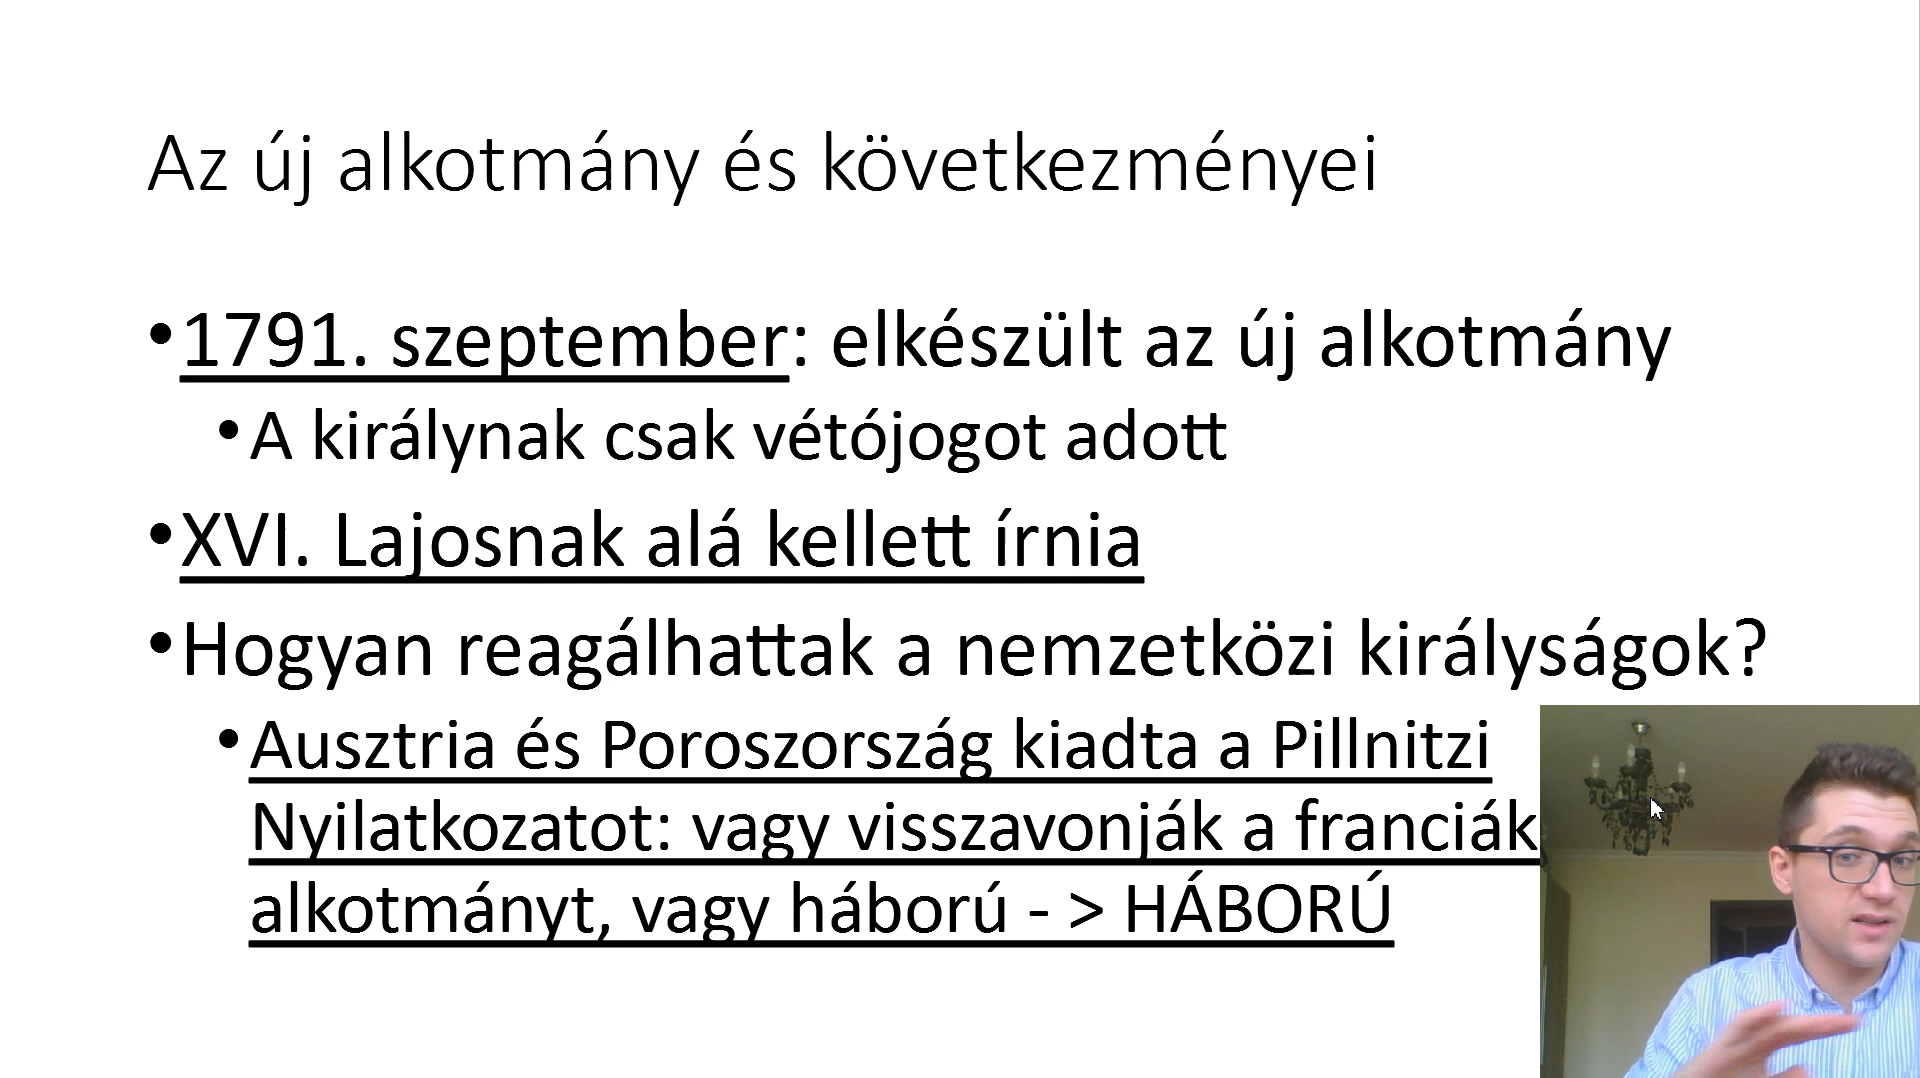 Az új alkotmány és következményei
•1791. szeptember: elkészült az új alkotmány
•A királynak csak vétójogot adott
•XVI. Lajosnak alá kellett írnia
•Hogyan reagálhattak a nemzetközi királyságok?
•Ausztria és Poroszország kiadta a Pillnitzi
Nyilatkozatot: vagy visszavonják a franciák
alkotmányt, vagy háború - > HÁBORÚ